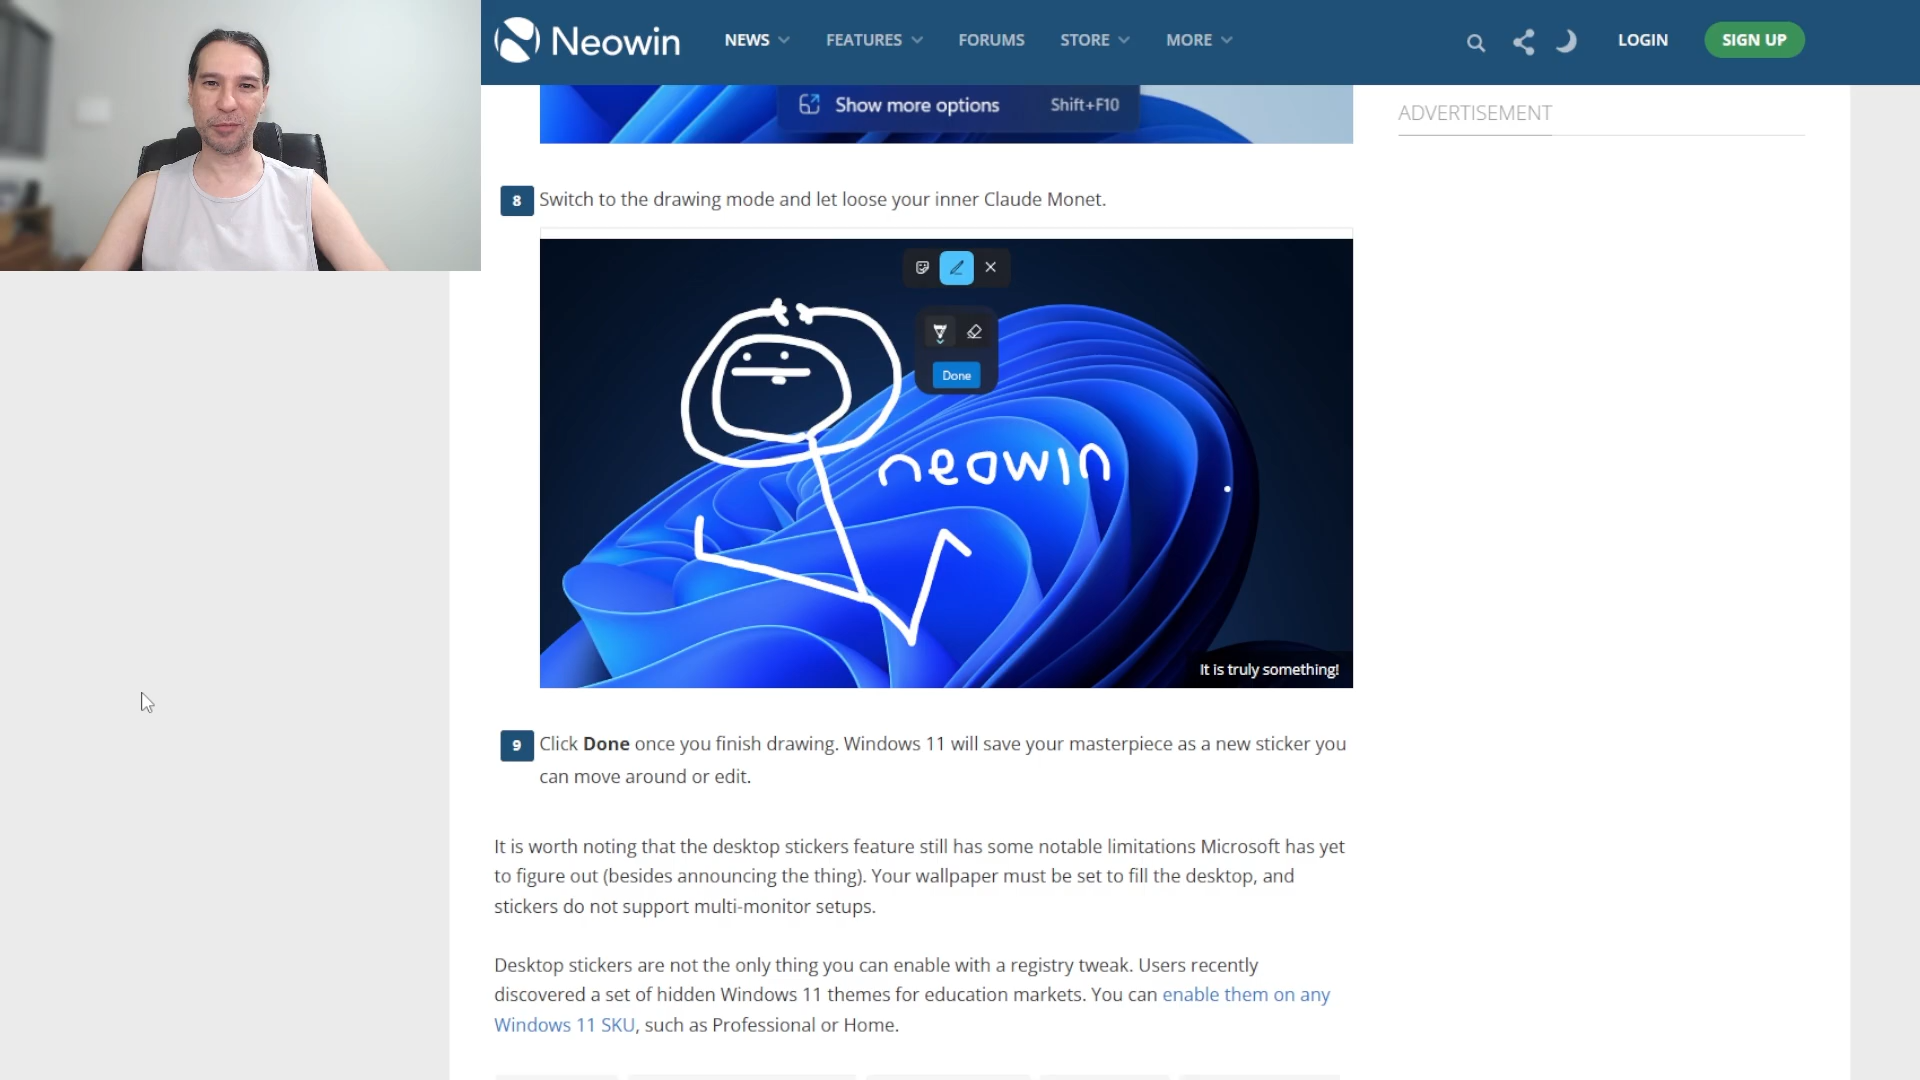 Neowin
NEWS
FEATURES
FORUMS
STORE
MORE
LOGIN
SIGN UP
Show more options Shift+F10
ADVERTISEMENT
8 Switch to the drawing mode and let loose your inner Claude Monet.
Done
neowin
It is truly something!
9 Click Done once you finish drawing. Windows 11 will save your masterpiece as a new sticker you
can move around or edit.
It is worth noting that the desktop stickers feature still has some notable limitations Microsoft has yet
to figure out (besides announcing the thing). Your wallpaper must be set to fill the desktop, and
stickers do not support multi-monitor setups.
Desktop stickers are not the only thing you can enable with a registry tweak. Users recently
discovered a set of hidden Windows 11 themes for education markets. You can enable them on any
Windows 11 SKU, such as Professional or Home.